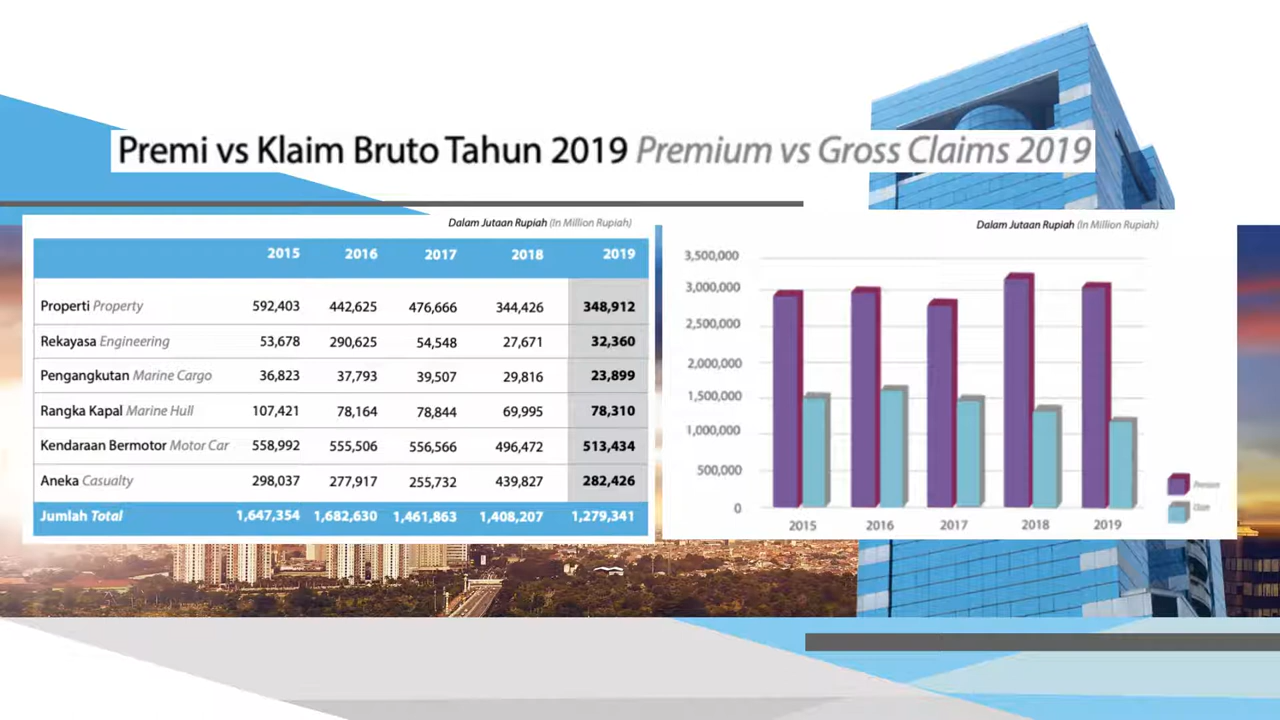 Premi vs Klaim Bruto Tahun 2019 Premium vs Gross Claims 2019
Dalam Jutaan Rupiah (In Million Rupiah)
2015 2016 2017 2018 2019
Properti Property 592,403 442,625 476,666 344,426 348,912
Rekayasa Engineering 53,678 290,625 54,548 27,671 32,360
Pengangkutan Marine Cargo 36,823 37,793 39,507 29,816 23,899
Rangka Kapal Marine Hull 107,421 78,164 78,844 69,995 78,310
Kendaraan Bermotor Motor Car 558,992 555,506 556,566 496,472 513,434
Aneka Casualty 298,037 277,917 255,732 439,827 282,426
Jumlah Total 1,647,354 1,682,630 1,461,863 1,408,207 1,279,341
Dalam Jutaan Rupiah (In Million Rupiah)
3,500,000
3,000,000
2,500,000
2,000,000
1,500,000
1,000,000
500,000
0
2015 2016 2017 2018 2019
Premium